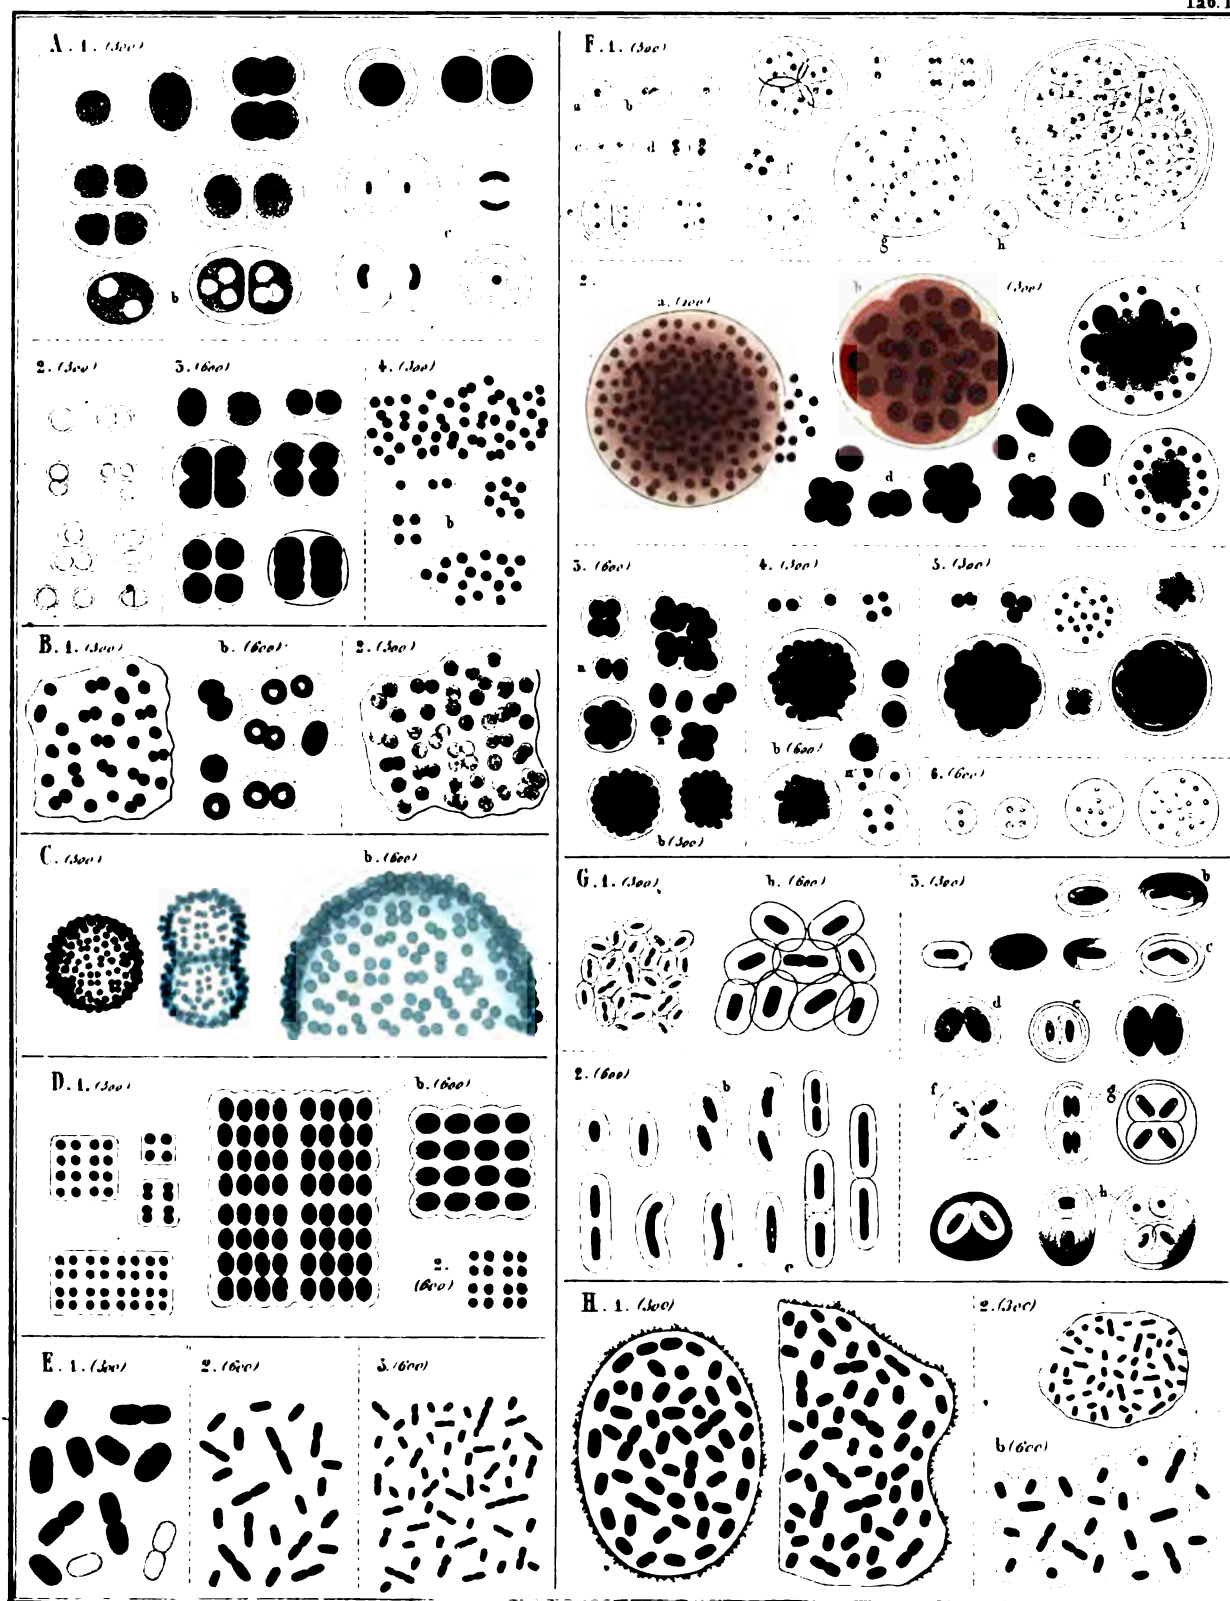 Tab. I
A. 1. (300)
b
c
2. (300)
3. (600)
4. (300)
b
B. 1. (300)
b. (600)
2. (300)
C. (300)
b. (600)
D. 1. (300)
b. (600)
2.
(600)
E. 1. (300)
2. (600)
3. (600)
F. 1. (300)
a
b
c
d
e
f
g
h
i
2.
a. (200)
b
(300)
c
d
e
f
3. (600)
a
a
b (300)
4. (300)
b (600)
a
5. (300)
6. (600)
G. 1. (300)
b. (600)
2. (600)
b
c
3. (300)
b
c
d
e
f
g
h
H. 1. (300)
2. (300)
b (600)